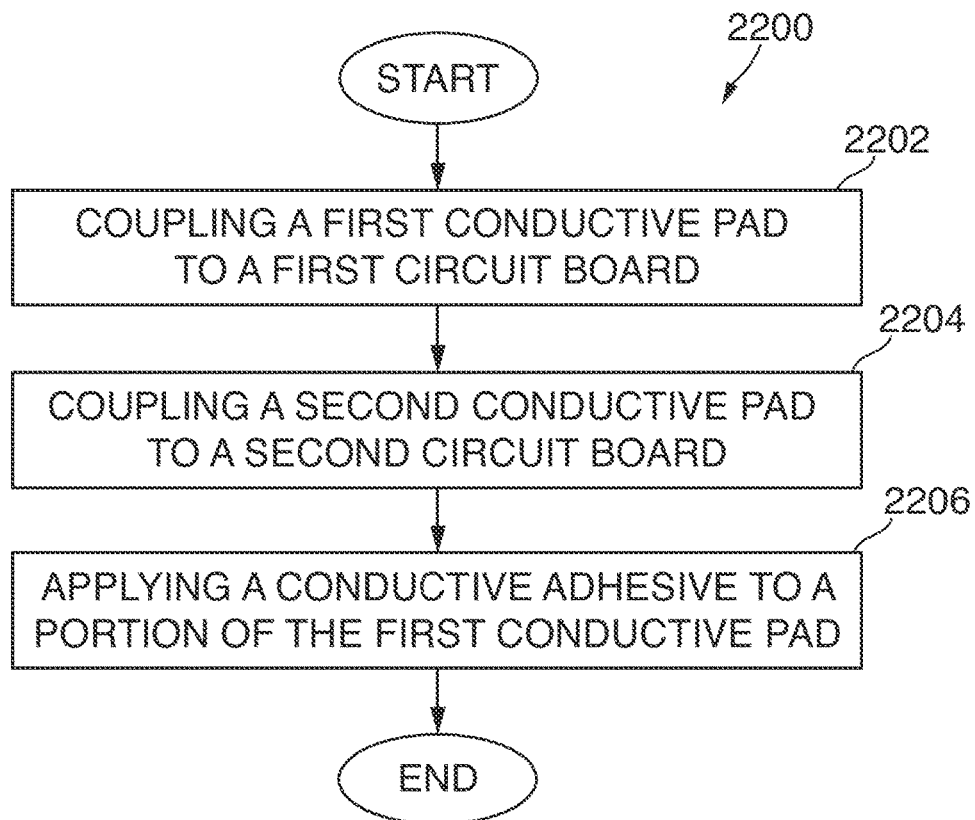 2200
START
2202
COUPLING A FIRST CONDUCTIVE PAD
TO A FIRST CIRCUIT BOARD
2204
COUPLING A SECOND CONDUCTIVE PAD
TO A SECOND CIRCUIT BOARD
2206
APPLYING A CONDUCTIVE ADHESIVE TO A
PORTION OF THE FIRST CONDUCTIVE PAD
END